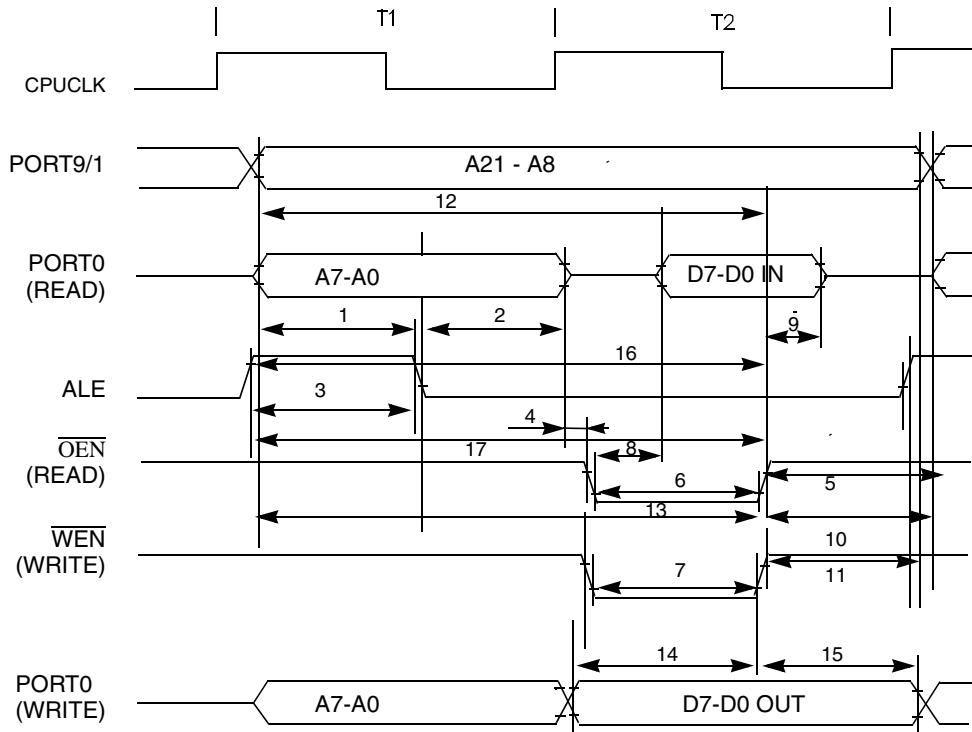 T1 T2
CPUCLK
PORT9/1 A21 - A8
12
PORT0
(READ) A7-A0 D7-D0 IN
1 2 9
16
ALE
3
4
OEN
(READ) 17 8
6 5
13
WEN
(WRITE) 10
7 11
14 15
PORT0
(WRITE) A7-A0 D7-D0 OUT